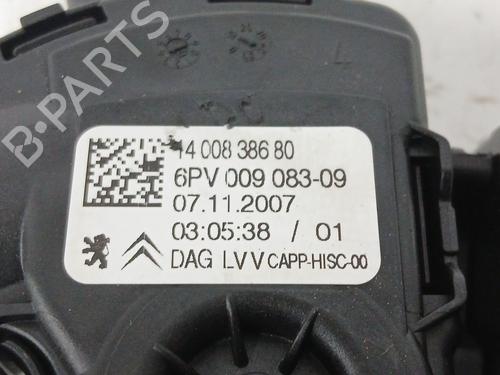 B-PARTS
L
14 008 386 80
6PV 009 083-09
07.11.2007
03:05:38 / 01
DAG LVV CAPP-HISC-00